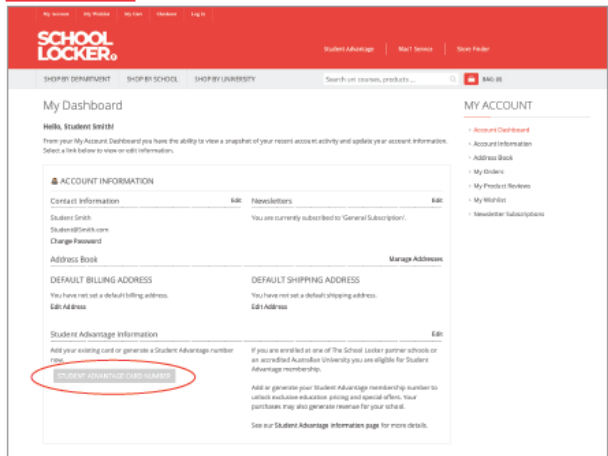 My Account My Wishlist My Cart Checkout Log In
SCHOOL
LOCKER
Student Advantage Mac1 Service Store Finder
SHOP BY DEPARTMENT SHOP BY SCHOOL SHOP BY UNIVERSITY Search uni courses, products ... BAG: (0)
My Dashboard
Hello, Student Smith!
From your My Account Dashboard you have the ability to view a snapshot of your recent account activity and update your account information.
Select a link below to view or edit information.
ACCOUNT INFORMATION
Contact Information Edit
Student Smith
Student@Smith.com
Change Password
Newsletters Edit
You are currently subscribed to 'General Subscription'.
Address Book Manage Addresses
DEFAULT BILLING ADDRESS
You have not set a default billing address.
Edit Address
DEFAULT SHIPPING ADDRESS
You have not set a default shipping address.
Edit Address
Student Advantage Information Edit
Add your existing card or generate a Student Advantage number
now.
STUDENT ADVANTAGE CARD NUMBER
If you are enrolled at one of The School Locker partner schools or
an accredited Australian University you are eligible for Student
Advantage membership.
Add or generate your Student Advantage membership number to
unlock exclusive education pricing and special offers. Your
purchases may also generate revenue for your school.
See our Student Advantage information page for more details.
MY ACCOUNT
Account Dashboard
Account Information
Address Book
My Orders
My Product Reviews
My Wishlist
Newsletter Subscriptions